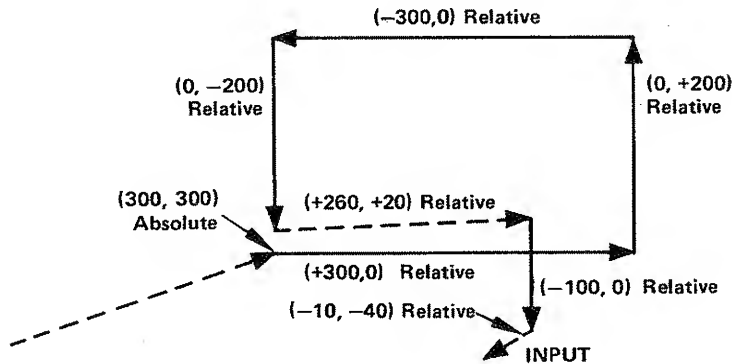 (−300,0) Relative
(0, −200)
Relative
(0, +200)
Relative
(300, 300)
Absolute
(+260, +20) Relative
(+300,0) Relative
(−100, 0) Relative
(−10, −40) Relative
INPUT